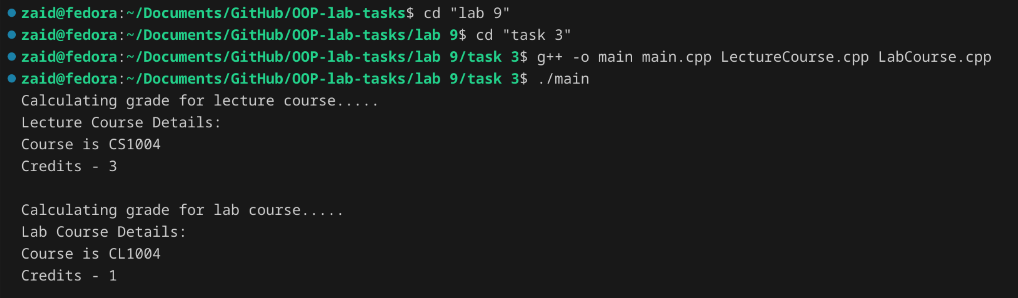 zaid@fedora:~/Documents/GitHub/OOP-lab-tasks$ cd "lab 9"
zaid@fedora:~/Documents/GitHub/OOP-lab-tasks/lab 9$ cd "task 3"
zaid@fedora:~/Documents/GitHub/OOP-lab-tasks/lab 9/task 3$ g++ -o main main.cpp LectureCourse.cpp LabCourse.cpp
zaid@fedora:~/Documents/GitHub/OOP-lab-tasks/lab 9/task 3$ ./main
Calculating grade for lecture course.....
Lecture Course Details:
Course is CS1004
Credits - 3
Calculating grade for lab course.....
Lab Course Details:
Course is CL1004
Credits - 1